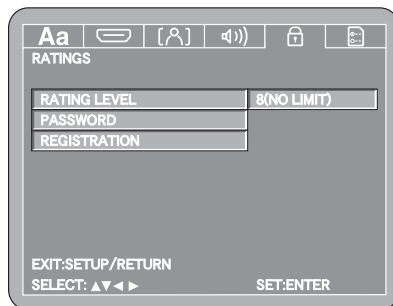 Aa
RATINGS
RATING LEVEL 8(NO LIMIT)
PASSWORD
REGISTRATION
EXIT:SETUP/RETURN
SELECT: ▲▼◄ ► SET:ENTER